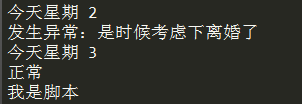 今天星期 2
发生异常：是时候考虑下离婚了
今天星期 3
正常
我是脚本